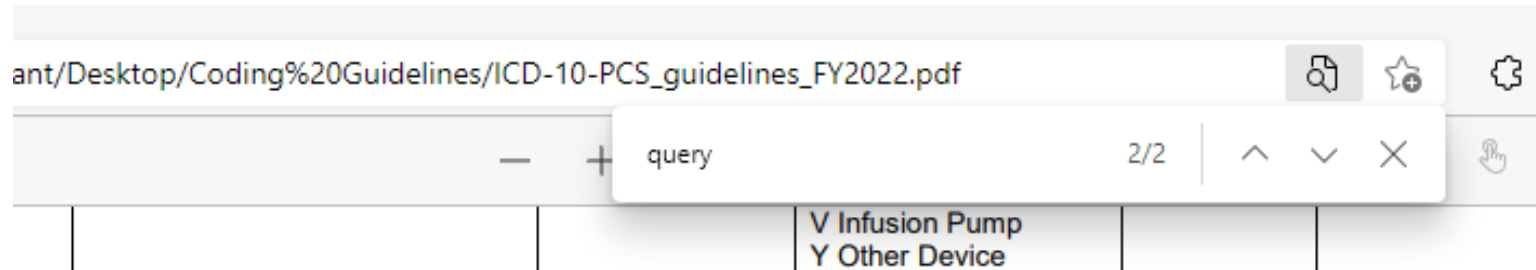 ant/Desktop/Coding%20Guidelines/ICD-10-PCS_guidelines_FY2022.pdf
query 2/2
V Infusion Pump
Y Other Device